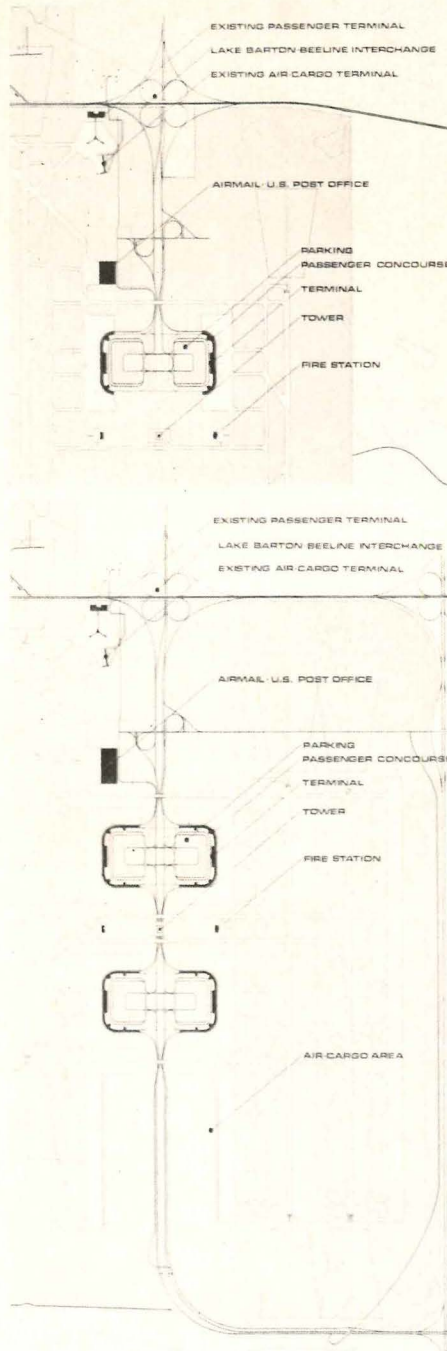 EXISTING PASSENGER TERMINAL
LAKE BARTON-BEELINE INTERCHANGE
EXISTING AIR-CARGO TERMINAL
AIRMAIL-U.S. POST OFFICE
PARKING
PASSENGER CONCOURSE
TERMINAL
TOWER
FIRE STATION
EXISTING PASSENGER TERMINAL
LAKE BARTON-BEELINE INTERCHANGE
EXISTING AIR-CARGO TERMINAL
AIRMAIL-U.S. POST OFFICE
PARKING
PASSENGER CONCOURSE
TERMINAL
TOWER
FIRE STATION
AIR-CARGO AREA